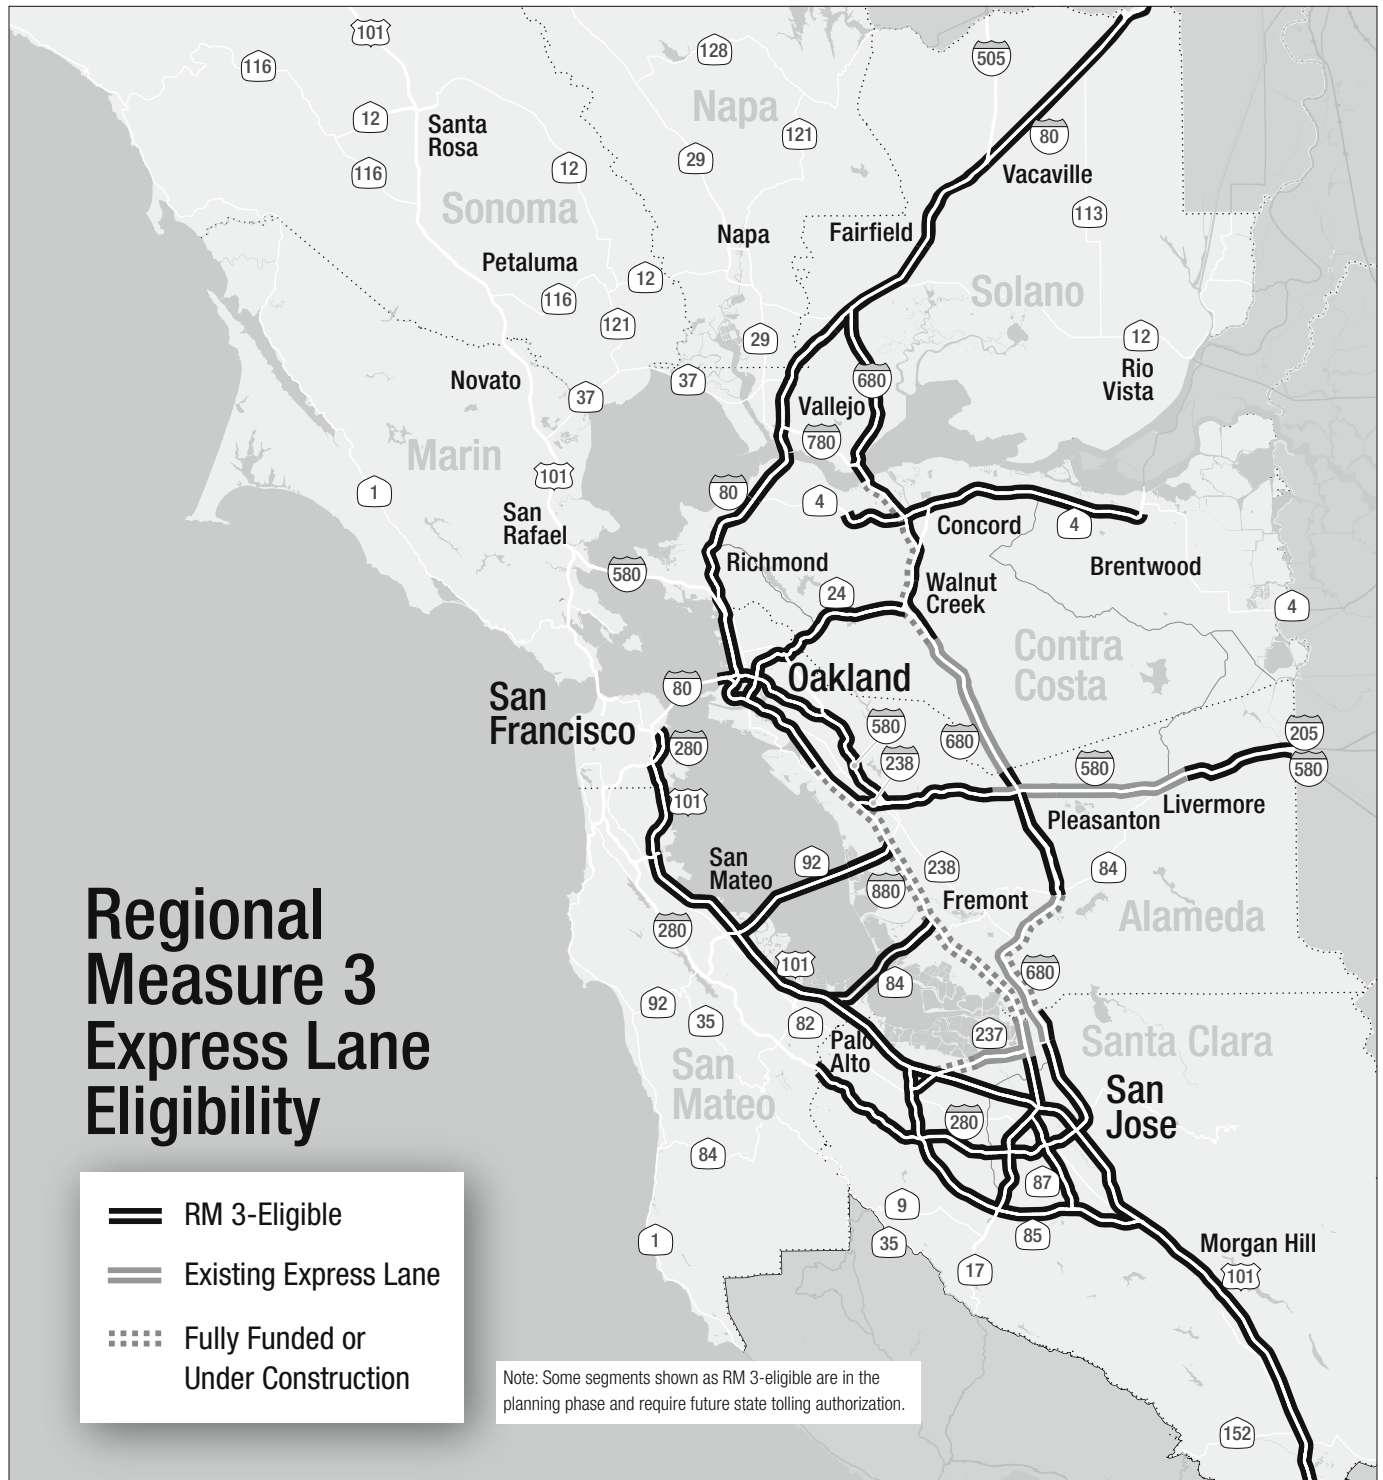 101
116
128
505
Napa
12
Santa
Rosa
121
80
116
12
29
Vacaville
Sonoma
113
Napa
Fairfield
Petaluma
12
Solano
116
121
29
12
Rio
Vista
Novato
37
37
680
Vallejo
780
Marin
101
1
80
4
San
Rafael
Concord
4
Richmond
Brentwood
580
24
Walnut
Creek
4
Contra
Costa
Oakland
80
San
Francisco
580
205
280
680
238
580
580
101
Livermore
Pleasanton
San
Mateo
92
238
84
880
Fremont
Alameda
280
101
680
84
92
35
82
237
Santa Clara
Palo
Alto
San
Mateo
San
Jose
280
84
87
9
85
35
1
17
Morgan Hill
101
152
Regional
Measure 3
Express Lane
Eligibility
RM 3-Eligible
Existing Express Lane
Fully Funded or
Under Construction
Note: Some segments shown as RM 3-eligible are in the
planning phase and require future state tolling authorization.